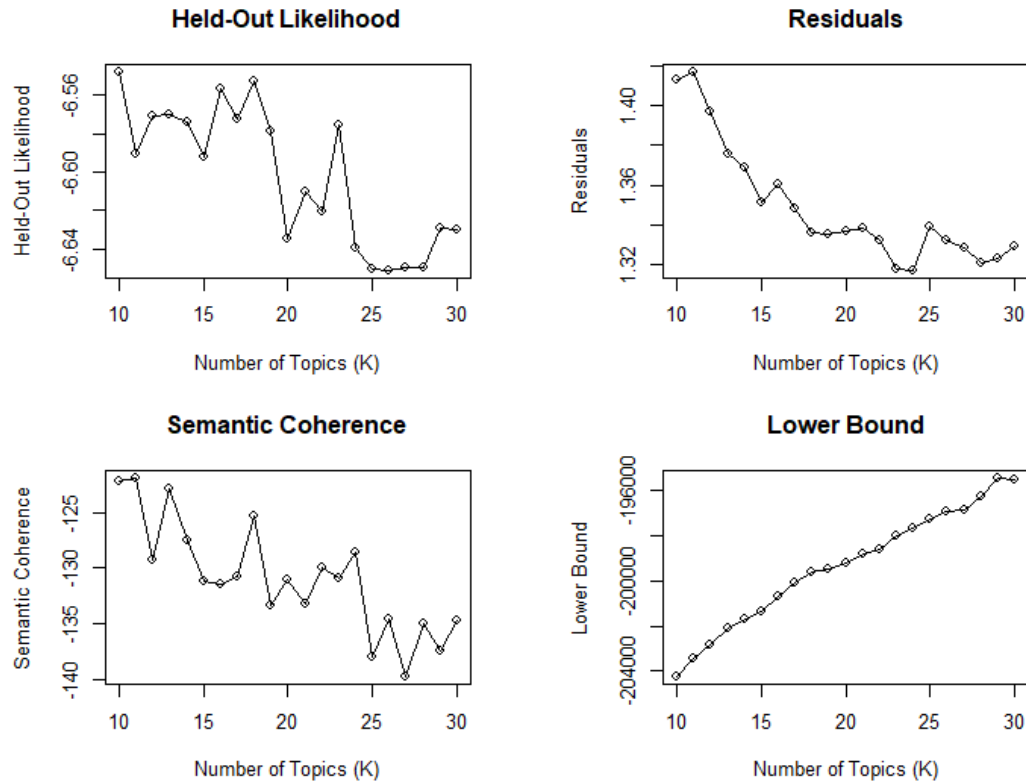 Held-Out Likelihood
Held-Out Likelihood
-6.56
-6.60
-6.64
10 15 20 25 30
Number of Topics (K)
Residuals
Residuals
1.40
1.36
1.32
10 15 20 25 30
Number of Topics (K)
Semantic Coherence
Semantic Coherence
-125
-130
-135
-140
10 15 20 25 30
Number of Topics (K)
Lower Bound
Lower Bound
-196000
-200000
-204000
10 15 20 25 30
Number of Topics (K)